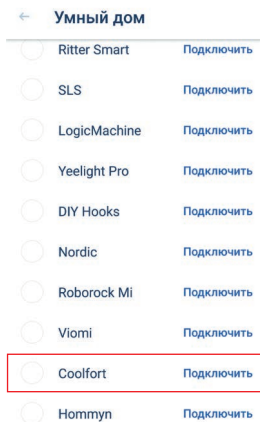 ← Умный дом
Ritter Smart Подключить
SLS Подключить
LogicMachine Подключить
Yeelight Pro Подключить
DIY Hooks Подключить
Nordic Подключить
Roborock Mi Подключить
Viomi Подключить
Coolfort Подключить
Hommyn Подключить